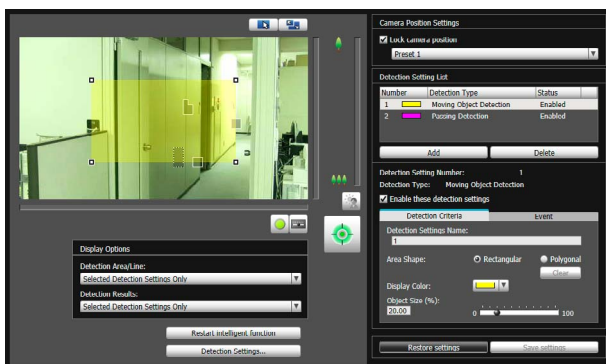 Camera Position Settings
Lock camera position
Preset 1
Detection Setting List
Number Detection Type Status
1 Moving Object Detection Enabled
2 Passing Detection Enabled
Add Delete
Detection Setting Number: 1
Detection Type: Moving Object Detection
Enable these detection settings
Detection Criteria Event
Detection Settings Name:
1
Area Shape: Rectangular Polygonal
Clear
Display Color:
Object Size (%):
20.00 0 100
Restore settings Save settings
Display Options
Detection Area/Line:
Selected Detection Settings Only
Detection Results:
Selected Detection Settings Only
Restart intelligent function
Detection Settings...